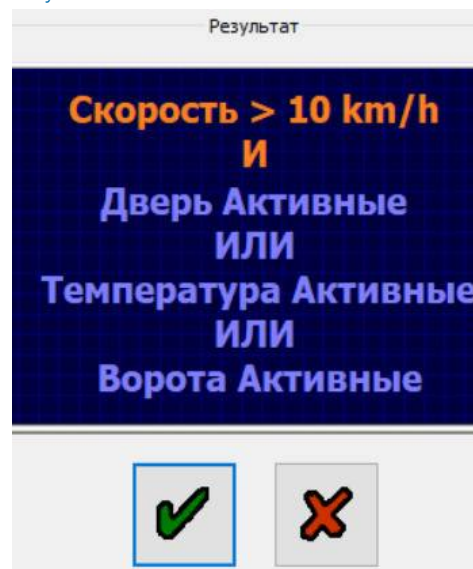 Результат
Скорость > 10 km/h
И
Дверь Активные
ИЛИ
Температура Активные
ИЛИ
Ворота Активные